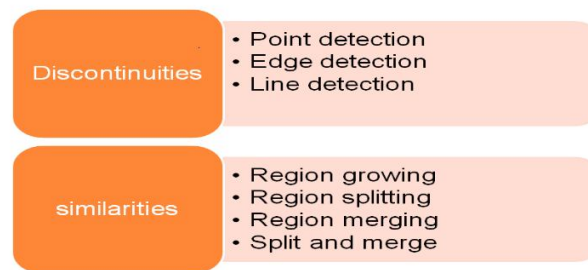 Discontinuities
• Point detection
• Edge detection
• Line detection
similarities
• Region growing
• Region splitting
• Region merging
• Split and merge